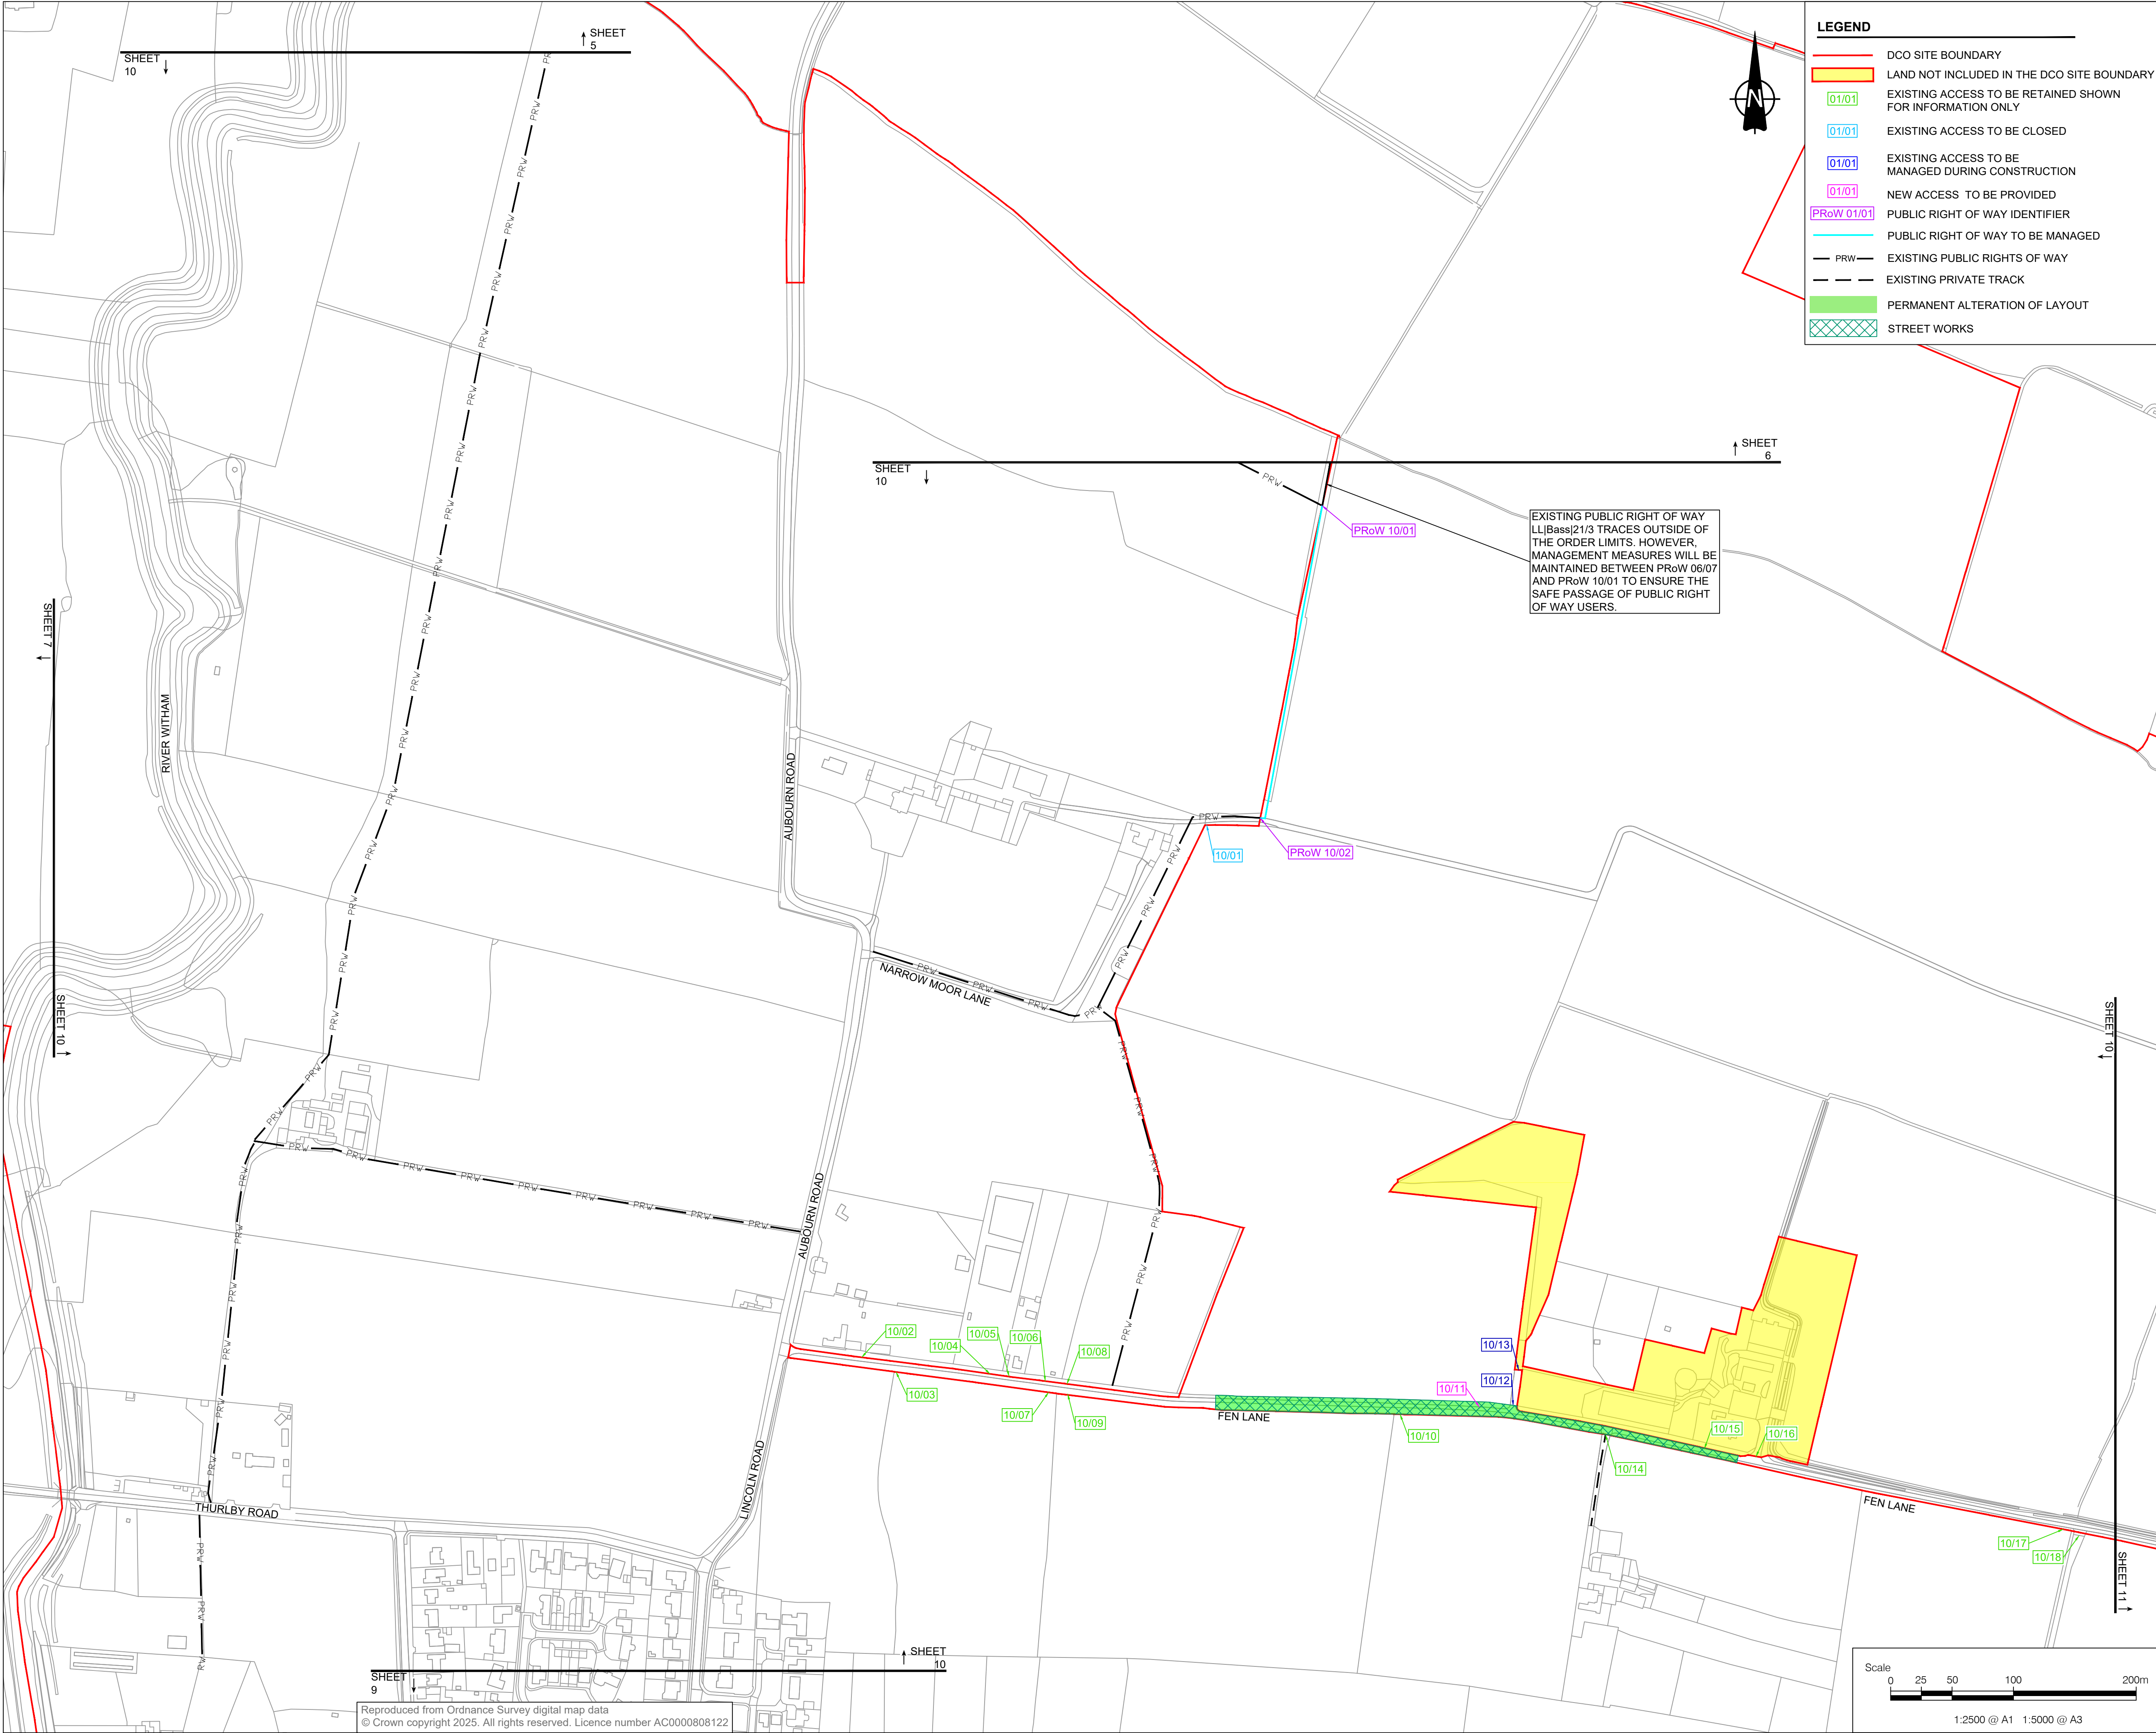 SHEET
5
SHEET
10
LEGEND
DCO SITE BOUNDARY
LAND NOT INCLUDED IN THE DCO SITE BOUNDARY
01/01
EXISTING ACCESS TO BE RETAINED SHOWN
FOR INFORMATION ONLY
01/01
EXISTING ACCESS TO BE CLOSED
01/01
EXISTING ACCESS TO BE
MANAGED DURING CONSTRUCTION
01/01
NEW ACCESS TO BE PROVIDED
PRoW 01/01
PUBLIC RIGHT OF WAY IDENTIFIER
PUBLIC RIGHT OF WAY TO BE MANAGED
PRW
EXISTING PUBLIC RIGHTS OF WAY
EXISTING PRIVATE TRACK
PERMANENT ALTERATION OF LAYOUT
STREET WORKS
N
SHEET
6
SHEET
10
PRW
PRoW 10/01
EXISTING PUBLIC RIGHT OF WAY
LL|Bass|21/3 TRACES OUTSIDE OF
THE ORDER LIMITS. HOWEVER,
MANAGEMENT MEASURES WILL BE
MAINTAINED BETWEEN PRoW 06/07
AND PRoW 10/01 TO ENSURE THE
SAFE PASSAGE OF PUBLIC RIGHT
OF WAY USERS.
SHEET 7
SHEET 10
RIVER WITHAM
AUBOURN ROAD
PRW
10/01
PRoW 10/02
NARROW MOOR LANE
PRW
PRW
PRW
SHEET 10
SHEET 11
AUBOURN ROAD
10/02
10/04
10/05
10/06
10/08
10/03
10/07
10/09
10/13
10/12
10/11
FEN LANE
10/10
10/15
10/16
10/14
FEN LANE
10/17
10/18
LINCOLN ROAD
THURLBY ROAD
SHEET
10
SHEET
9
Reproduced from Ordnance Survey digital map data
© Crown copyright 2025. All rights reserved. Licence number AC0000808122
Scale
0 25 50 100 200m
1:2500 @ A1 1:5000 @ A3